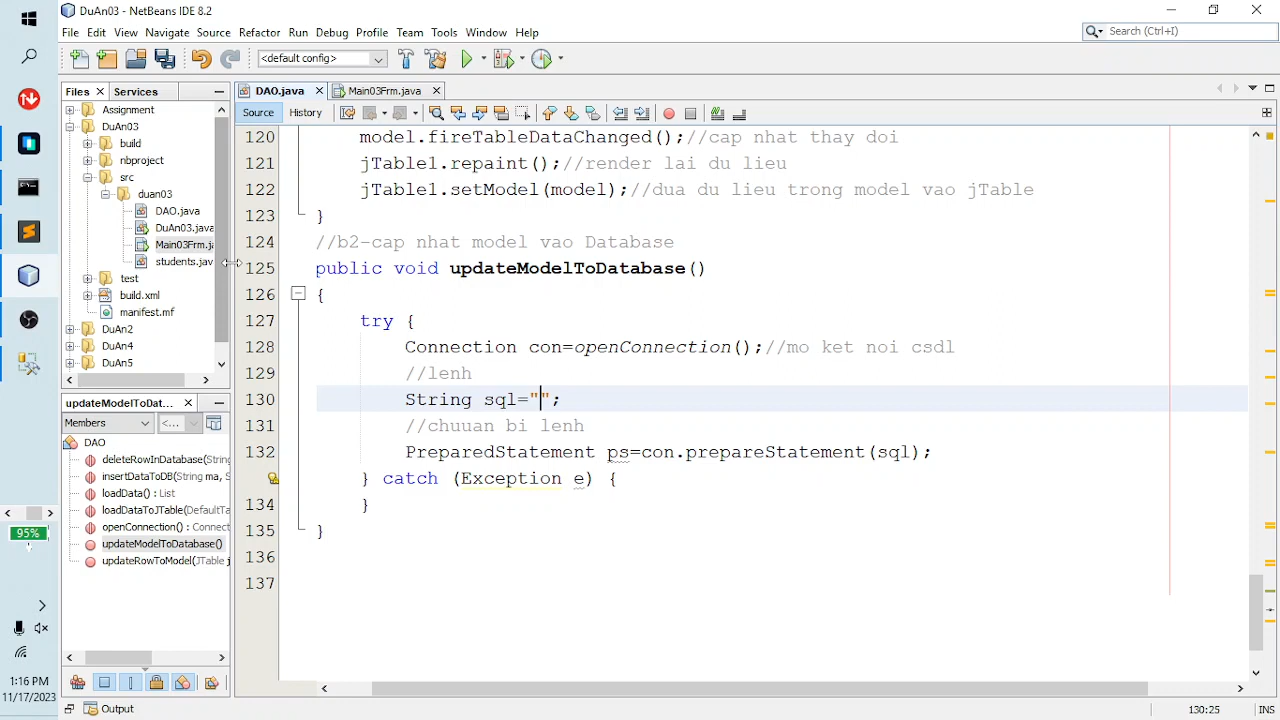 DuAn03 - NetBeans IDE 8.2
File Edit View Navigate Source Refactor Run Debug Profile Team Tools Window Help
Search (Ctrl+I)
<default config>
Files
Services
DAO.java
Main03Frm.java
Source
History
Assignment
DuAn03
build
nbproject
src
duan03
DAO.java
DuAn03.java
Main03Frm.ja
students.jav
test
build.xml
manifest.mf
DuAn2
DuAn4
DuAn5
120 model.fireTableDataChanged();//cap nhat thay doi
121 jTable1.repaint();//render lai du lieu
122 jTable1.setModel(model);//dua du lieu trong model vao jTable
123 }
124 //b2-cap nhat model vao Database
125 public void updateModelToDatabase()
126 {
127 try {
128 Connection con=openConnection();//mo ket noi csdl
129 //lenh
130 String sql="";
131 //chuuan bi lenh
132 PreparedStatement ps=con.prepareStatement(sql);
} catch (Exception e) {
134 }
135 }
136
137
updateModelToDat...
Members
<...
DAO
deleteRowInDatabase(String
insertDataToDB(String ma,
loadData() : List
loadDataToJTable(DefaultTa
openConnection() : Connect
updateModelToDatabase()
updateRowToModel(JTable j
95%
1:16 PM
11/17/2023
Output
130:25
INS